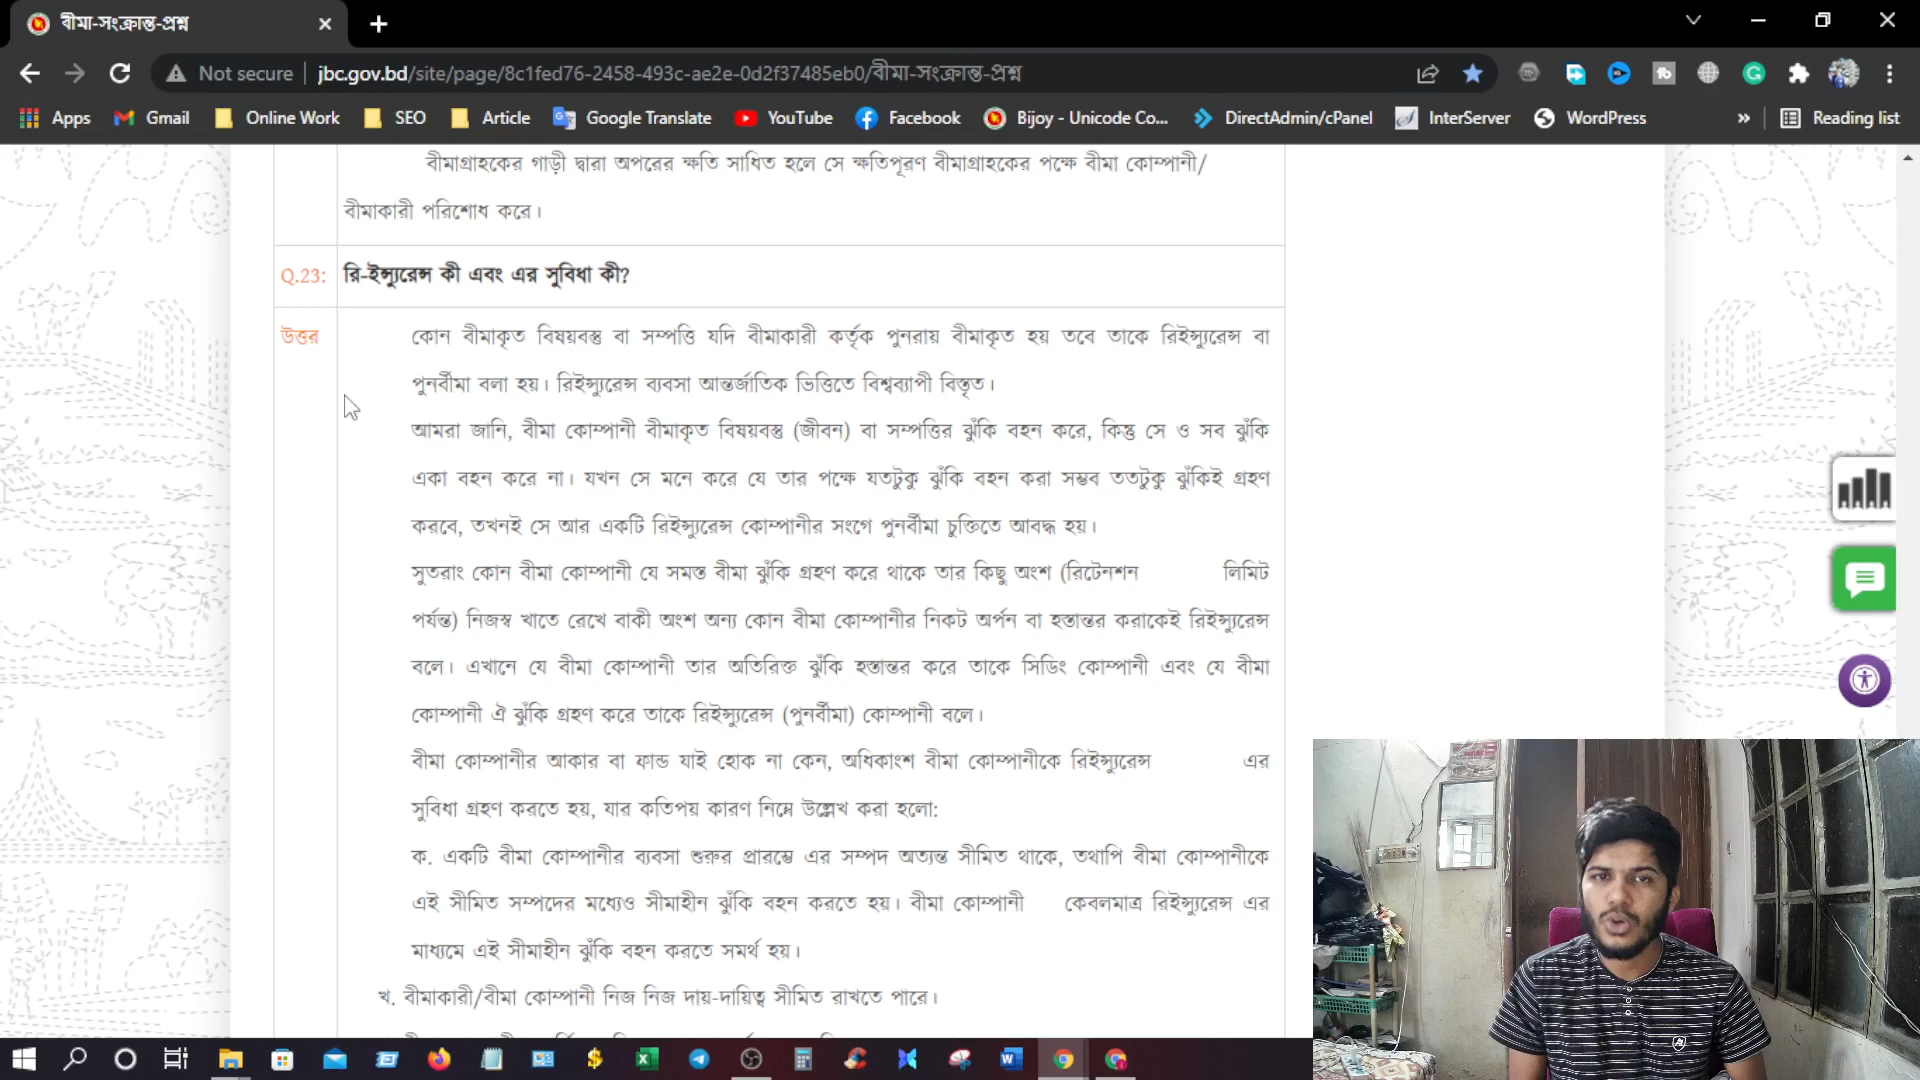 বীমা-সংক্রান্ত-প্রশ্ন
Not secure jbc.gov.bd/site/page/8c1fed76-2458-493c-ae2e-0d2f37485eb0/বীমা-সংক্রান্ত-প্রশ্ন
Apps Gmail Online Work SEO Article Google Translate YouTube Facebook Bijoy - Unicode Co... DirectAdmin/cPanel InterServer WordPress » Reading list
বীমাগ্রাহকের গাড়ী দ্বারা অপরের ক্ষতি সাধিত হলে সে ক্ষতিপূরণ বীমাগ্রাহকের পক্ষে বীমা কোম্পানী/
বীমাকারী পরিশোধ করে।
Q.23: রি-ইন্স্যুরেন্স কী এবং এর সুবিধা কী?
উত্তর কোন বীমাকৃত বিষয়বস্তু বা সম্পত্তি যদি বীমাকারী কর্তৃক পুনরায় বীমাকৃত হয় তবে তাকে রিইন্স্যুরেন্স বা
পুনর্বীমা বলা হয়। রিইন্স্যুরেন্স ব্যবসা আন্তর্জাতিক ভিত্তিতে বিশ্বব্যাপী বিস্তৃত।
আমরা জানি, বীমা কোম্পানী বীমাকৃত বিষয়বস্তু (জীবন) বা সম্পত্তির ঝুঁকি বহন করে, কিন্তু সে ও সব ঝুঁকি
একা বহন করে না। যখন সে মনে করে যে তার পক্ষে যতটুকু ঝুঁকি বহন করা সম্ভব ততটুকু ঝুঁকিই গ্রহণ
করবে, তখনই সে আর একটি রিইন্স্যুরেন্স কোম্পানীর সংগে পুনর্বীমা চুক্তিতে আবদ্ধ হয়।
সুতরাং কোন বীমা কোম্পানী যে সমস্ত বীমা ঝুঁকি গ্রহণ করে থাকে তার কিছু অংশ (রিটেনশন লিমিট
পর্যন্ত) নিজস্ব খাতে রেখে বাকী অংশ অন্য কোন বীমা কোম্পানীর নিকট অর্পন বা হস্তান্তর করাকেই রিইন্স্যুরেন্স
বলে। এখানে যে বীমা কোম্পানী তার অতিরিক্ত ঝুঁকি হস্তান্তর করে তাকে সিডিং কোম্পানী এবং যে বীমা
কোম্পানী ঐ ঝুঁকি গ্রহণ করে তাকে রিইন্স্যুরেন্স (পুনর্বীমা) কোম্পানী বলে।
বীমা কোম্পানীর আকার বা ফান্ড যাই হোক না কেন, অধিকাংশ বীমা কোম্পানীকে রিইন্স্যুরেন্স এর
সুবিধা গ্রহণ করতে হয়, যার কতিপয় কারণ নিম্নে উল্লেখ করা হলো:
ক. একটি বীমা কোম্পানীর ব্যবসা শুরুর প্রারম্ভে এর সম্পদ অত্যন্ত সীমিত থাকে, তথাপি বীমা কোম্পানীকে
এই সীমিত সম্পদের মধ্যেও সীমাহীন ঝুঁকি বহন করতে হয়। বীমা কোম্পানী কেবলমাত্র রিইন্স্যুরেন্স এর
মাধ্যমে এই সীমাহীন ঝুঁকি বহন করতে সমর্থ হয়।
খ. বীমাকারী/বীমা কোম্পানী নিজ নিজ দায়-দায়িত্ব সীমিত রাখতে পারে।